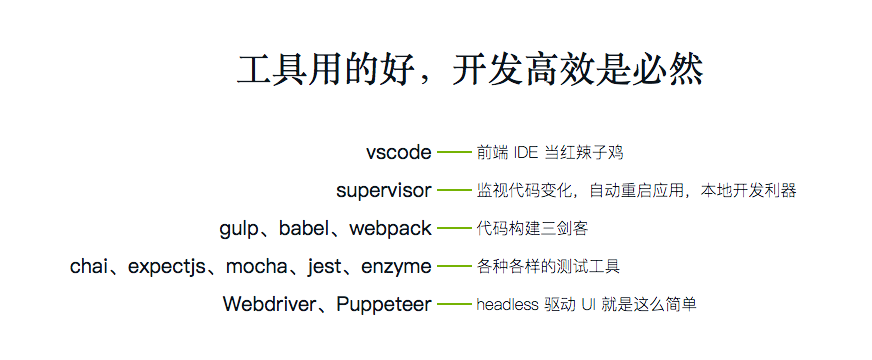 工具用的好，开发高效是必然
vscode 前端 IDE 当红辣子鸡
supervisor 监视代码变化，自动重启应用，本地开发利器
gulp、babel、webpack 代码构建三剑客
chai、expectjs、mocha、jest、enzyme 各种各样的测试工具
Webdriver、Puppeteer headless 驱动 UI 就是这么简单